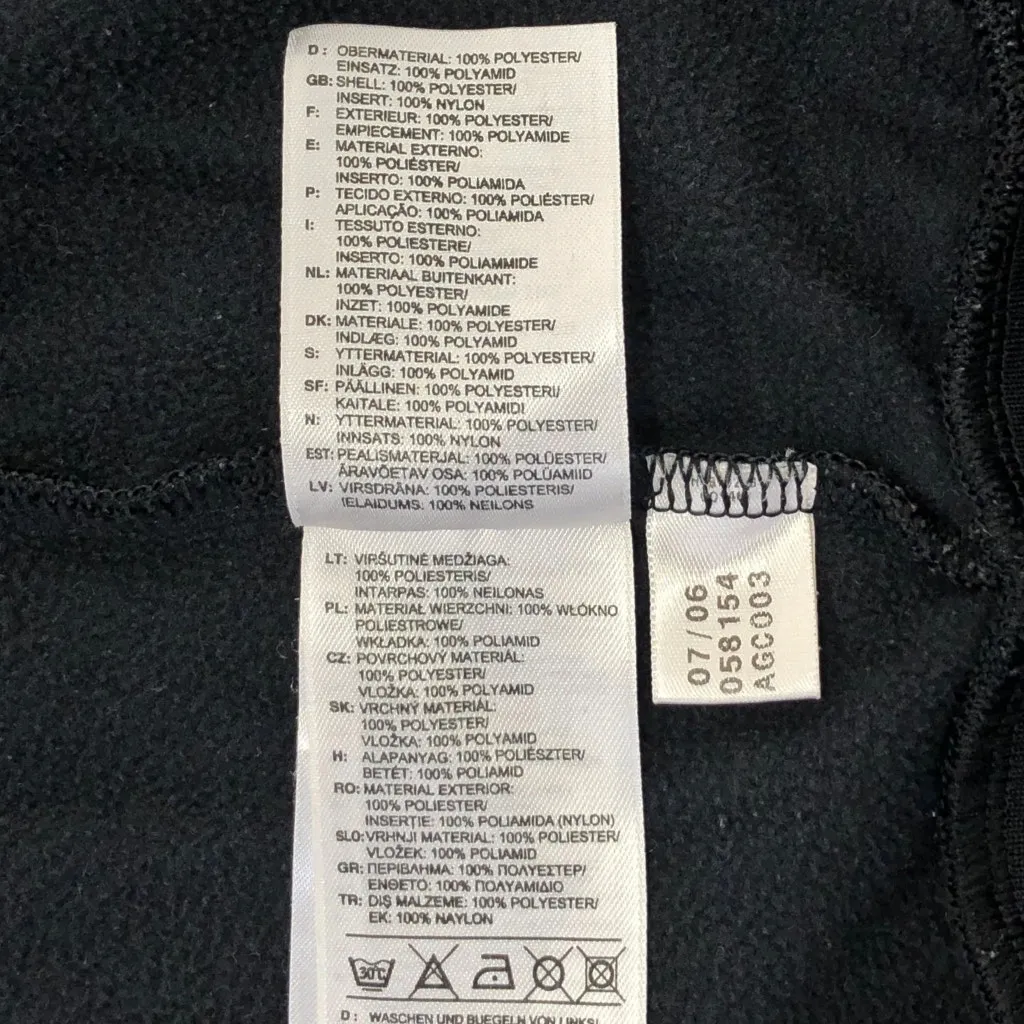 D: OBERMATERIAL: 100% POLYESTER/
EINSATZ: 100% POLYAMID
GB: SHELL: 100% POLYESTER/
INSERT: 100% NYLON
F: EXTERIEUR: 100% POLYESTER/
EMPIECEMENT: 100% POLYAMIDE
E: MATERIAL EXTERNO:
100% POLIÉSTER/
INSERTO: 100% POLIAMIDA
P: TECIDO EXTERNO: 100% POLIÉSTER/
APLICAÇÃO: 100% POLIAMIDA
I: TESSUTO ESTERNO:
100% POLIESTERE/
INSERTO: 100% POLIAMMIDE
NL: MATERIAAL BUITENKANT:
100% POLYESTER/
INZET: 100% POLYAMIDE
DK: MATERIALE: 100% POLYESTER/
INDLÆG: 100% POLYAMID
S: YTTERMATERIAL: 100% POLYESTER/
INLÄGG: 100% POLYAMID
SF: PÄÄLLINEN: 100% POLYESTERI/
KAITALE: 100% POLYAMIDI
N: YTTERMATERIAL: 100% POLYESTER/
INNSATS: 100% NYLON
EST: PEALISMATERJAL: 100% POLÜESTER/
ÄRAVÕETAV OSA: 100% POLÜAMIID
LV: VIRSDRĀNA: 100% POLIESTERIS/
IELAIDUMS: 100% NEILONS
LT: VIRŠUTINĖ MEDŽIAGA:
100% POLIESTERIS/
INTARPAS: 100% NEILONAS
PL: MATERIAŁ WIERZCHNI: 100% WŁÓKNO
POLIESTROWE/
WKŁADKA: 100% POLIAMID
CZ: POVRCHOVÝ MATERIÁL:
100% POLYESTER/
VLOŽKA: 100% POLYAMID
SK: VRCHNÝ MATERIÁL:
100% POLYESTER/
VLOŽKA: 100% POLYAMID
H: ALAPANYAG: 100% POLIÉSZTER/
BETÉT: 100% POLIAMID
RO: MATERIAL EXTERIOR:
100% POLIESTER/
INSERȚIE: 100% POLIAMIDA (NYLON)
SLO: VRHNJI MATERIAL: 100% POLIESTER/
VLOŽEK: 100% POLIAMID
GR: ΠΕΡΙΒΛΗΜΑ: 100% ΠΟΛΥΕΣΤΕΡ/
ΕΝΘΕΤΟ: 100% ΠΟΛΥΑΜΙΔΙΟ
TR: DIŞ MALZEME: 100% POLYESTER/
EK: 100% NAYLON
30°C
D: WASCHEN UND BUEGELN VON LINKS/
07/06
058154
AGC003